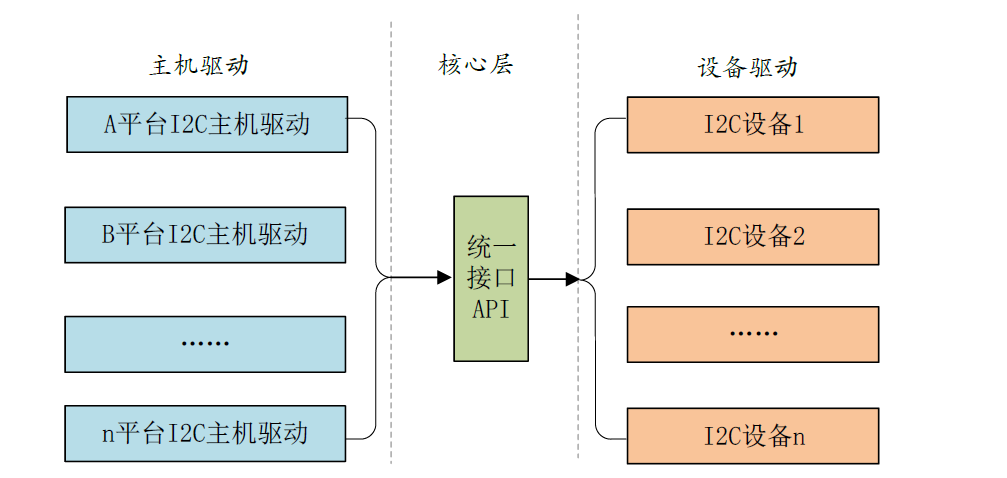 主机驱动
核心层
设备驱动
A平台I2C主机驱动
B平台I2C主机驱动
……
n平台I2C主机驱动
统一
接口
API
I2C设备1
I2C设备2
……
I2C设备n